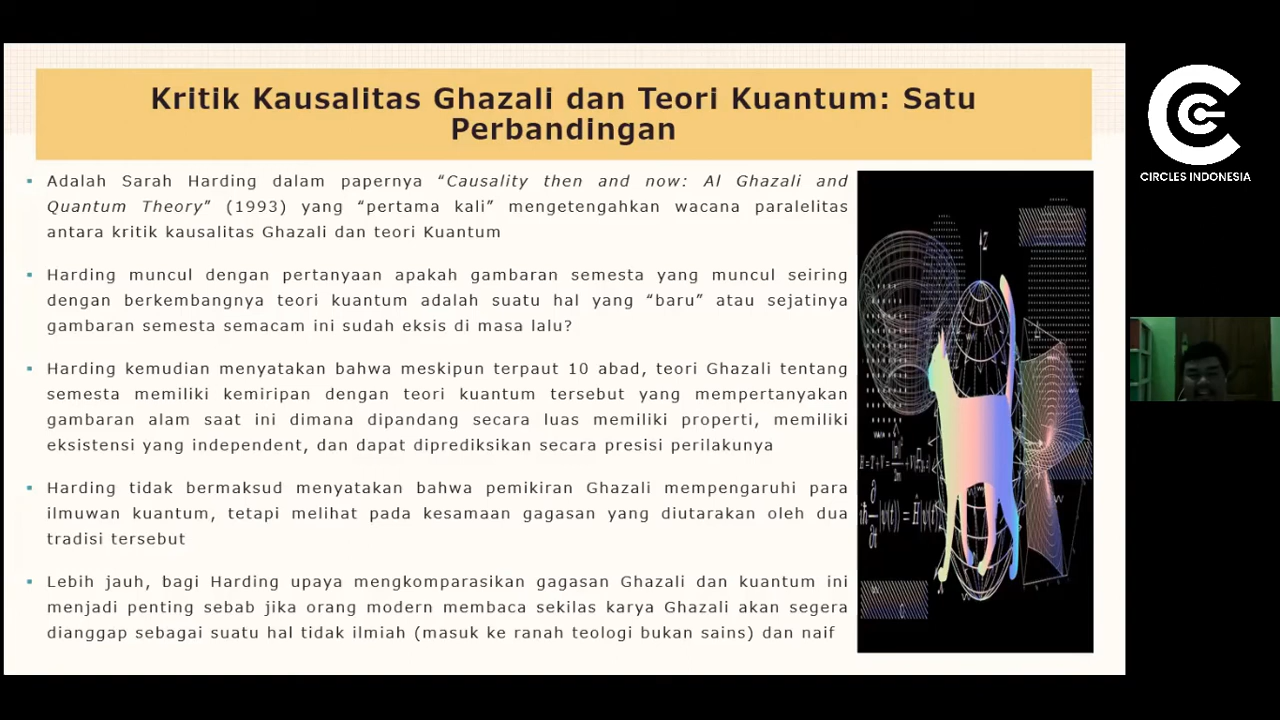 Kritik Kausalitas Ghazali dan Teori Kuantum: Satu
Perbandingan
Adalah Sarah Harding dalam papernya “Causality then and now: Al Ghazali and
Quantum Theory” (1993) yang “pertama kali” mengetengahkan wacana paralelitas
antara kritik kausalitas Ghazali dan teori Kuantum
Harding muncul dengan pertanyan apakah gambaran semesta yang muncul seiring
dengan berkembangnya teori kuantum adalah suatu hal yang “baru” atau sejatinya
gambaran semesta semacam ini sudah eksis di masa lalu?
Harding kemudian menyatakan bahwa meskipun terpaut 10 abad, teori Ghazali tentang
semesta memiliki kemiripan dengan teori kuantum tersebut yang mempertanyakan
gambaran alam saat ini dimana dipandang secara luas memiliki properti, memiliki
eksistensi yang independent, dan dapat diprediksikan secara presisi perilakunya
Harding tidak bermaksud menyatakan bahwa pemikiran Ghazali mempengaruhi para
ilmuwan kuantum, tetapi melihat pada kesamaan gagasan yang diutarakan oleh dua
tradisi tersebut
Lebih jauh, bagi Harding upaya mengkomparasikan gagasan Ghazali dan kuantum ini
menjadi penting sebab jika orang modern membaca sekilas karya Ghazali akan segera
dianggap sebagai suatu hal tidak ilmiah (masuk ke ranah teologi bukan sains) dan naif
Z
CIRCLES INDONESIA